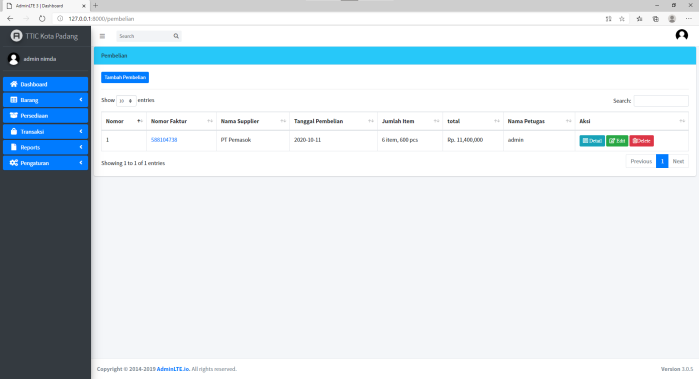 AdminLTE 3 | Dashboard
127.0.0.1:8000/pembelian
TTIC Kota Padang
Search
admin nimda
Pembelian
Dashboard
Tambah Pembelian
Barang
Show 10 entries
Search:
Persediaan
Nomor Nomor Faktur Nama Supplier Tanggal Pembelian Jumlah Item total Nama Petugas Aksi
Transaksi
1 588104738 PT Pemasok 2020-10-11 6 item, 600 pcs Rp. 11,400,000 admin Detail Edit Delete
Reports
Pengaturan
Showing 1 to 1 of 1 entries
Previous 1 Next
Copyright © 2014-2019 AdminLTE.io. All rights reserved.
Version 3.0.5